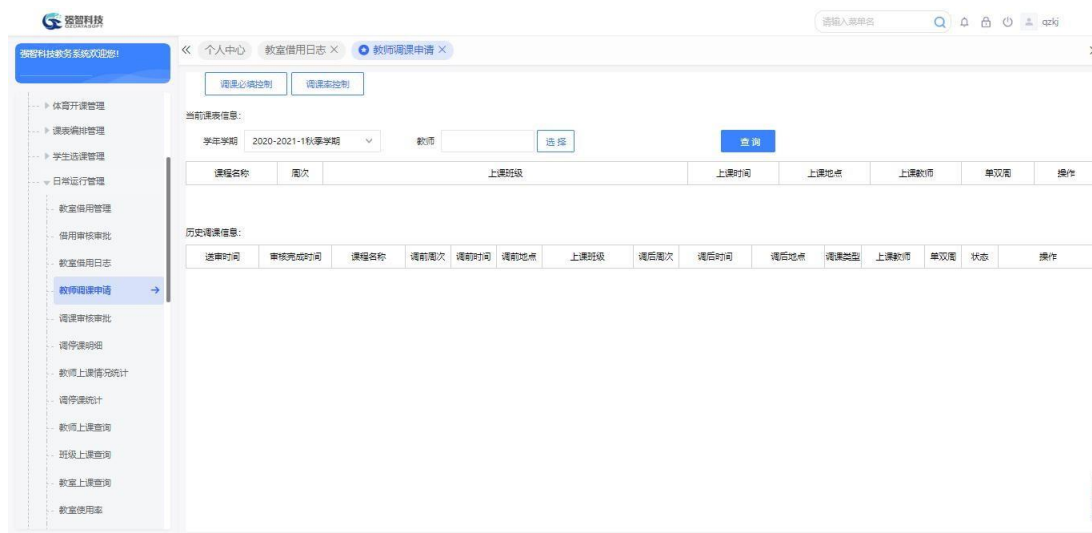 强智科技
QZDATASOFT
请输入菜单名
qzkj
强智科技教务系统欢迎您!
个人中心 教室借用日志 教师调课申请
调课必填控制 调课率控制
体育开课管理
课表编排管理
学生选课管理
日常运行管理
教室借用管理
借用审核审批
教室借用日志
教师调课申请
调课审核审批
调停课明细
教师上课情况统计
调停课统计
教师上课查询
班级上课查询
教室上课查询
教室使用率
当前课表信息:
学年学期 2020-2021-1秋季学期 教师 选择 查询
课程名称 周次 上课班级 上课时间 上课地点 上课教师 单双周 操作
历史调课信息:
送审时间 审核完成时间 课程名称 调前周次 调前时间 调前地点 上课班级 调后周次 调后时间 调后地点 调课类型 上课教师 单双周 状态 操作